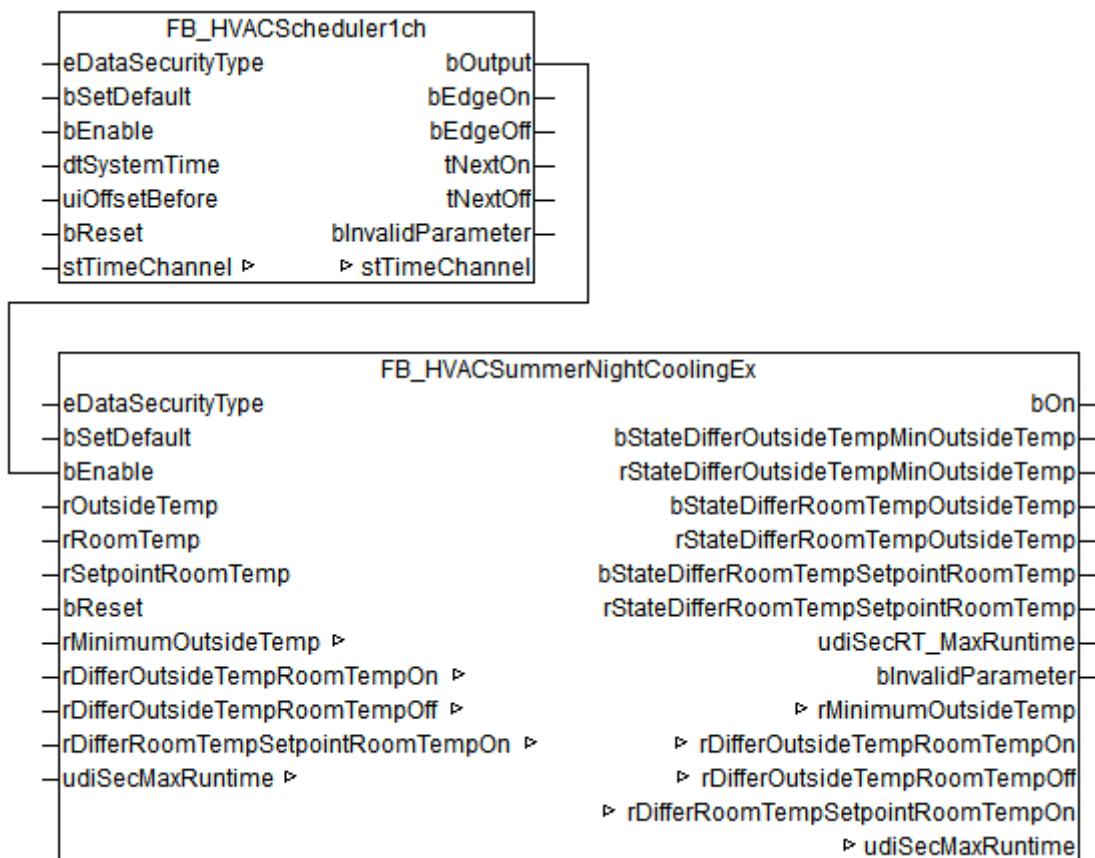 FB_HVACScheduler1ch
eDataSecurityType bOutput
bSetDefault bEdgeOn
bEnable bEdgeOff
dtSystemTime tNextOn
uiOffsetBefore tNextOff
bReset bInvalidParameter
stTimeChannel ▹ ▹ stTimeChannel
FB_HVACSummerNightCoolingEx
eDataSecurityType bOn
bSetDefault bStateDifferOutsideTempMinOutsideTemp
bEnable rStateDifferOutsideTempMinOutsideTemp
rOutsideTemp bStateDifferRoomTempOutsideTemp
rRoomTemp rStateDifferRoomTempOutsideTemp
rSetpointRoomTemp bStateDifferRoomTempSetpointRoomTemp
bReset rStateDifferRoomTempSetpointRoomTemp
rMinimumOutsideTemp ▹ udiSecRT_MaxRuntime
rDifferOutsideTempRoomTempOn ▹ bInvalidParameter
rDifferOutsideTempRoomTempOff ▹ ▹ rMinimumOutsideTemp
rDifferRoomTempSetpointRoomTempOn ▹ ▹ rDifferOutsideTempRoomTempOn
udiSecMaxRuntime ▹ ▹ rDifferOutsideTempRoomTempOff
▹ rDifferRoomTempSetpointRoomTempOn
▹ udiSecMaxRuntime